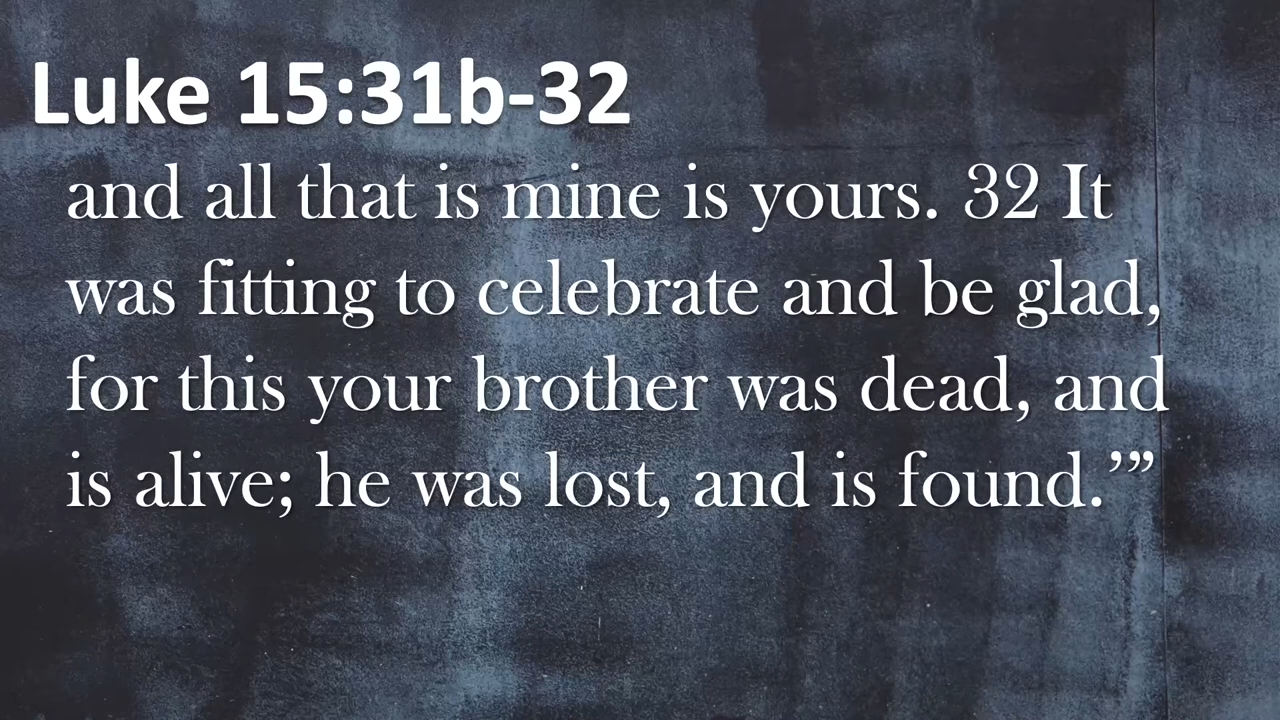 Luke 15:31b-32
and all that is mine is yours. 32 It
was fitting to celebrate and be glad,
for this your brother was dead, and
is alive; he was lost, and is found.’”